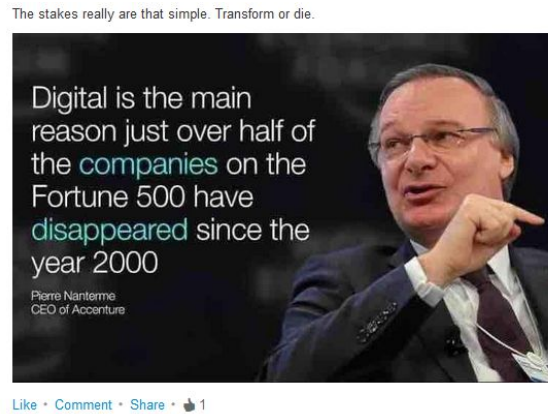 The stakes really are that simple. Transform or die.
Digital is the main
reason just over half of
the companies on the
Fortune 500 have
disappeared since the
year 2000
Pierre Nanterme
CEO of Accenture
Like • Comment • Share • 1